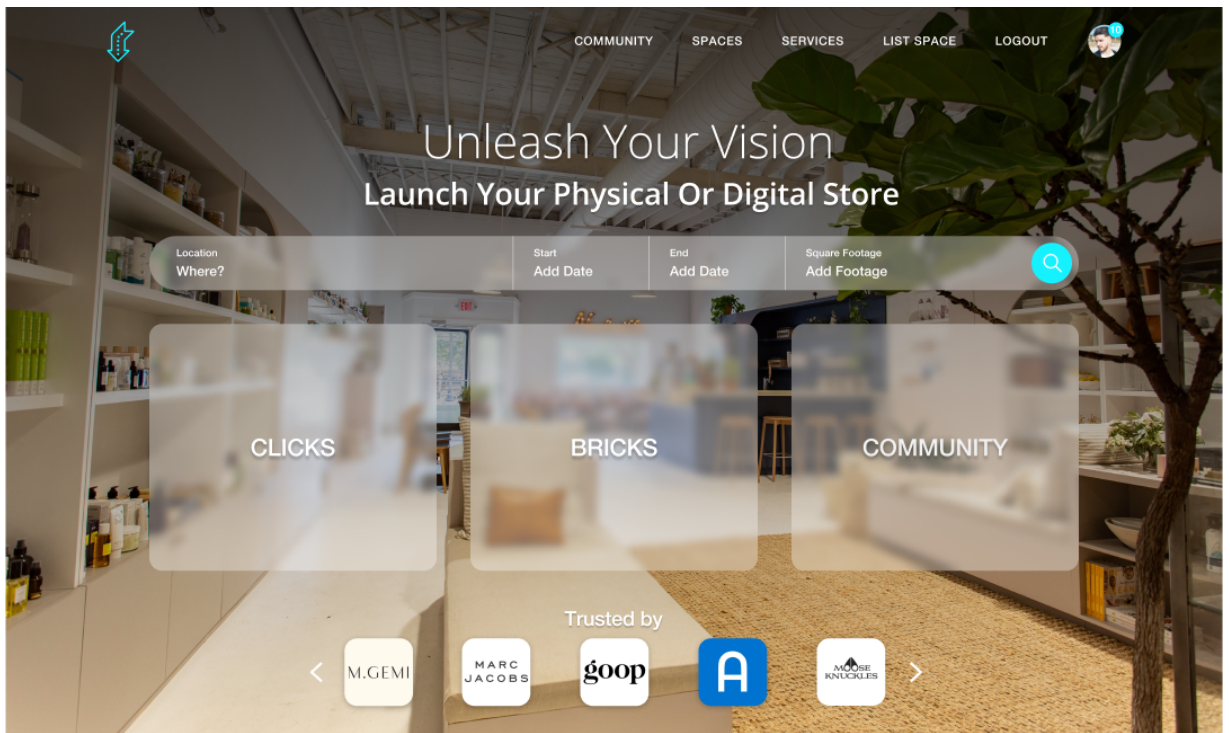 COMMUNITY SPACES SERVICES LIST SPACE LOGOUT 10
Unleash Your Vision
Launch Your Physical Or Digital Store
Location Start End Square Footage
Where? Add Date Add Date Add Footage
EXIT
CLICKS BRICKS COMMUNITY
Trusted by
M.GEMI MARC JACOBS goop A MOOSE KNUCKLES